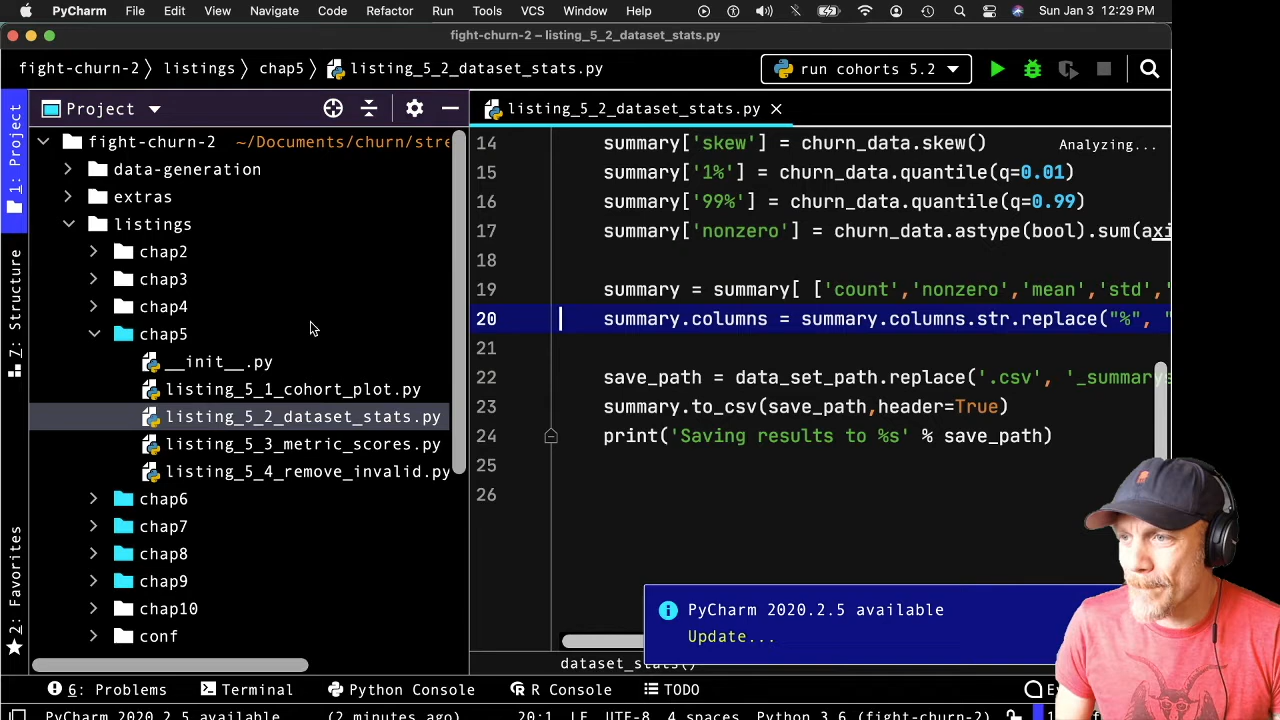 PyCharm File Edit View Navigate Code Refactor Run Tools VCS Window Help Sun Jan 3 12:29 PM
fight-churn-2 – listing_5_2_dataset_stats.py
fight-churn-2 listings chap5 listing_5_2_dataset_stats.py run cohorts 5.2
1: Project
7: Structure
2: Favorites
Project
fight-churn-2 ~/Documents/churn/stre
data-generation
extras
listings
chap2
chap3
chap4
chap5
__init__.py
listing_5_1_cohort_plot.py
listing_5_2_dataset_stats.py
listing_5_3_metric_scores.py
listing_5_4_remove_invalid.py
chap6
chap7
chap8
chap9
chap10
conf
listing_5_2_dataset_stats.py
14 summary['skew'] = churn_data.skew() Analyzing...
15 summary['1%'] = churn_data.quantile(q=0.01)
16 summary['99%'] = churn_data.quantile(q=0.99)
17 summary['nonzero'] = churn_data.astype(bool).sum(axi
18
19 summary = summary[ ['count','nonzero','mean','std','
20 summary.columns = summary.columns.str.replace("%", "
21
22 save_path = data_set_path.replace('.csv', '_summarys
23 summary.to_csv(save_path,header=True)
24 print('Saving results to %s' % save_path)
25
26
PyCharm 2020.2.5 available
Update...
dataset_stats()
6: Problems Terminal Python Console R Console TODO
PyCharm 2020.2.5 available (2 minutes ago) 20:1 LF UTF-8 4 spaces Python 3.6 (fight-churn-2)